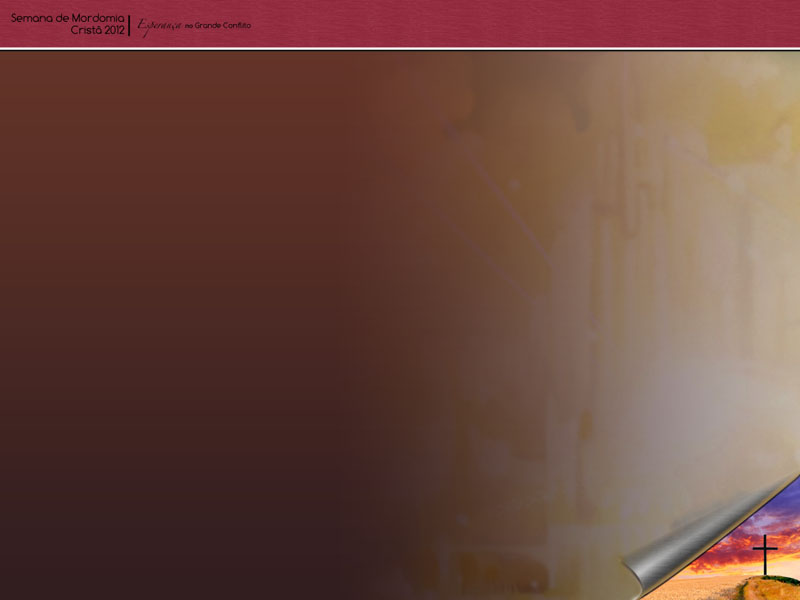 Semana de Mordomia
Cristã 2012
Esperança no Grande Conflito